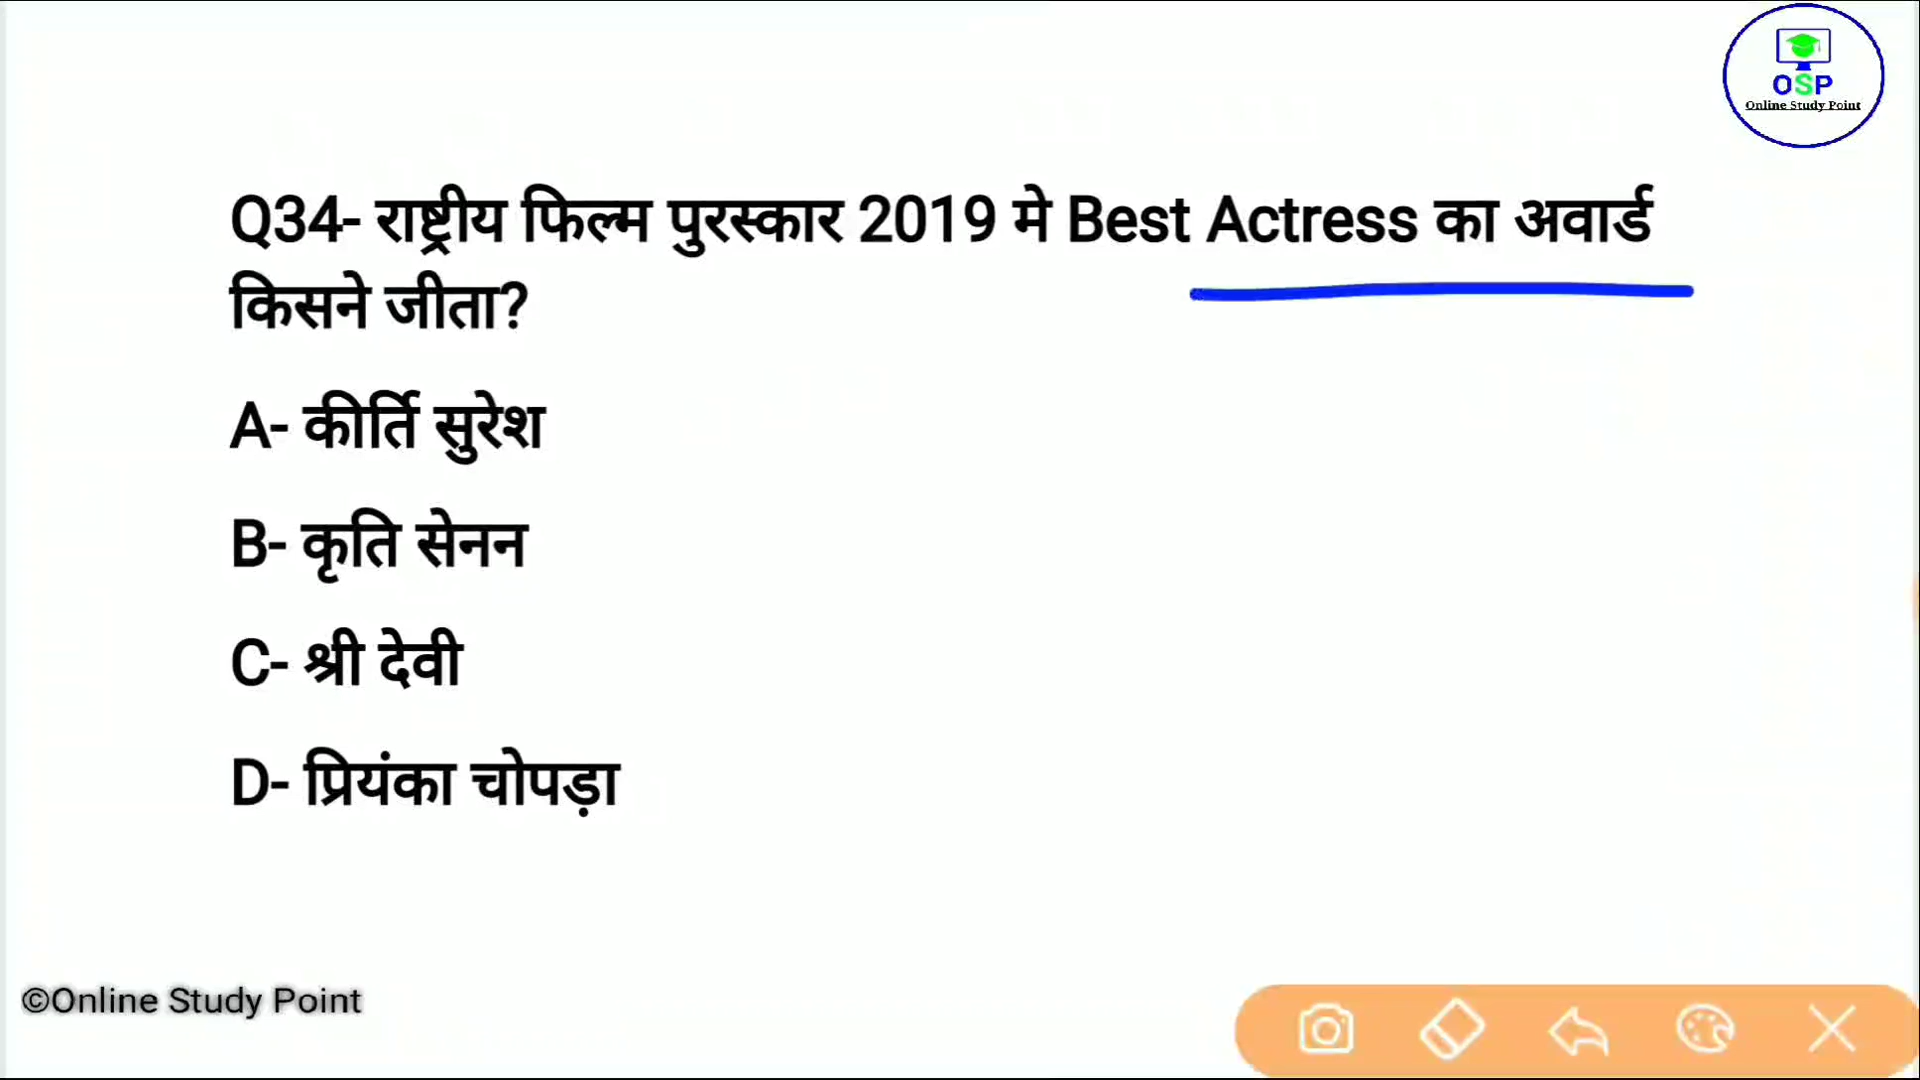 OSP
Online Study Point
Q34- राष्ट्रीय फिल्म पुरस्कार 2019 मे Best Actress का अवार्ड
किसने जीता?
A- कीर्ति सुरेश
B- कृति सेनन
C- श्री देवी
D- प्रियंका चोपड़ा
©Online Study Point